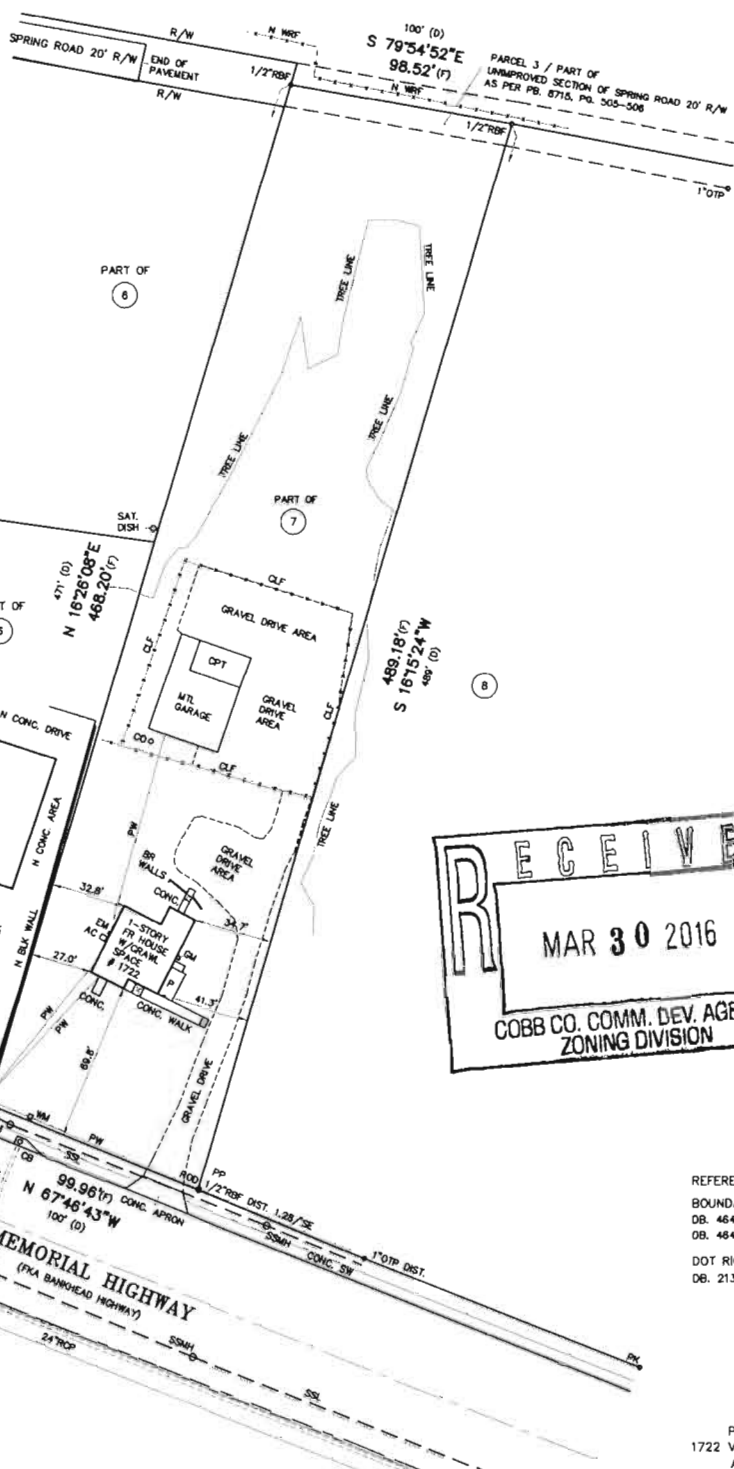 R/W
N WRF
100' (D)
S 79°54'52"E
98.52'(F)
SPRING ROAD 20' R/W
END OF
PAVEMENT
1/2"RBF
R/W
N WRF
PARCEL 3 / PART OF
UNIMPROVED SECTION OF SPRING ROAD 20' R/W
AS PER PB. 8715, PG. 505-506
1/2"RBF
1"OTP
PART OF
6
TREE LINE
TREE LINE
TREE LINE
TREE LINE
PART OF
7
SAT.
DISH
471' (D)
N 16°26'08"E
468.20'(F)
489.18'(F)
S 16°15'24"W
489' (D)
8
CLF
GRAVEL DRIVE AREA
CLF
CPT
MTL
GARAGE
GRAVEL
DRIVE
AREA
CLF
CO
CLF
N CONC. DRIVE
N CONC. AREA
N BLK WALL
PW
TREE LINE
GRAVEL
DRIVE
AREA
BR
WALLS
CONC.
32.8'
34.7'
EM
AC
1-STORY
FR HOUSE
W/CRAWL
SPACE
# 1722
GM
P
27.0'
41.3'
CONC.
CONC. WALK
PW
PW
69.8'
GRAVEL DRIVE
WM
PW
SSL
CB
ROD
PP
1/2"RBF DIST. 1.28/'SE
99.96'(F)
N 67°46'43"W
100' (D)
CONC. APRON
SSMH
CONC. SW
1"OTP DIST.
MEMORIAL HIGHWAY
(FKA BANKHEAD HIGHWAY)
SSMH
24"RCP
SSL
PK
RECEIVE
MAR 30 2016
COBB CO. COMM. DEV. AGE
ZONING DIVISION
REFERE
BOUND
DB. 464
DB. 464
DOT RI
DB. 213
P
1722 V